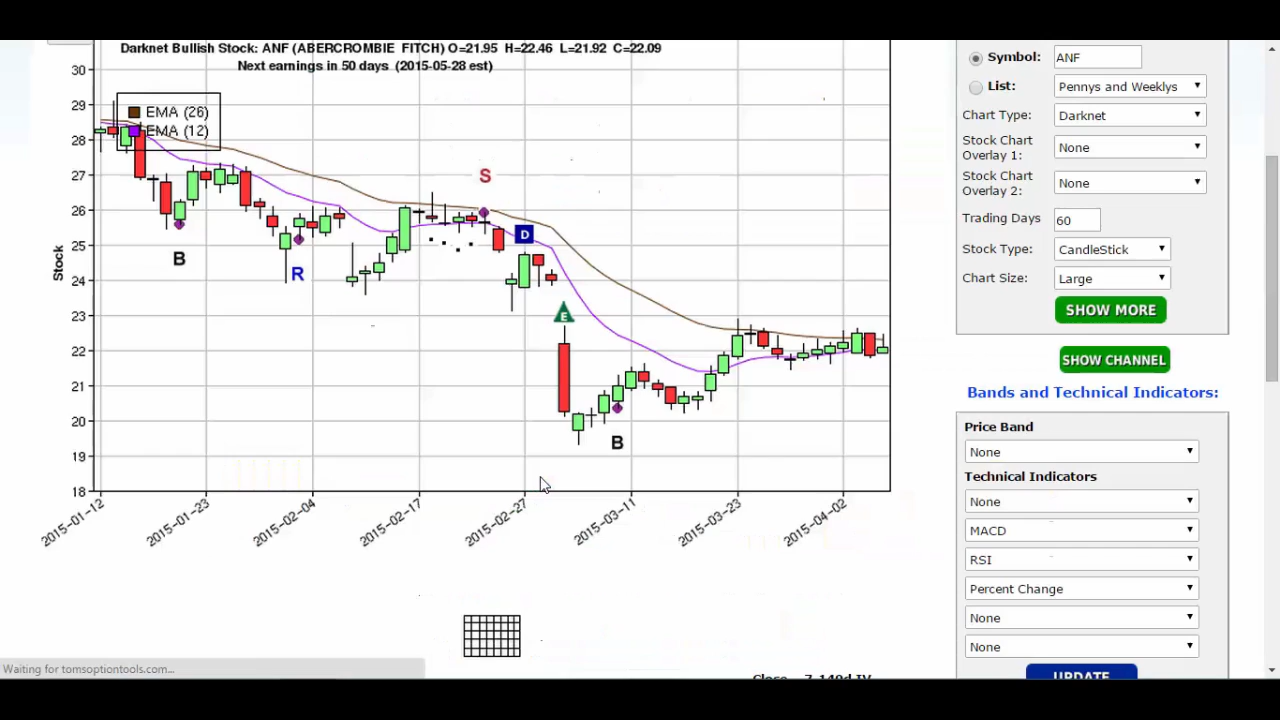 Darknet Bullish Stock: ANF (ABERCROMBIE FITCH) O=21.95 H=22.46 L=21.92 C=22.09
Next earnings in 50 days (2015-05-28 est)
30
29
28
27
26
25
24
23
22
21
20
19
18
Stock
EMA (26)
EMA (12)
B
R
S
D
E
B
2015-01-12
2015-01-23
2015-02-04
2015-02-17
2015-02-27
2015-03-11
2015-03-23
2015-04-02
Waiting for tomsoptiontools.com...
Symbol: ANF
List: Pennys and Weeklys
Chart Type: Darknet
Stock Chart
Overlay 1: None
Stock Chart
Overlay 2: None
Trading Days 60
Stock Type: CandleStick
Chart Size: Large
SHOW MORE
SHOW CHANNEL
Bands and Technical Indicators:
Price Band
None
Technical Indicators
None
MACD
RSI
Percent Change
None
None
UPDATE